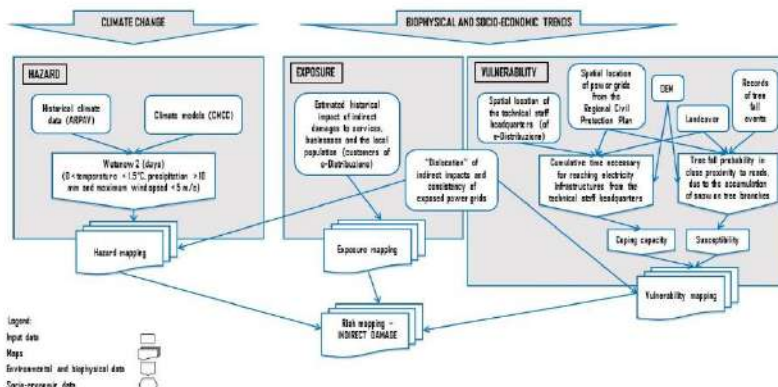 CLIMATE CHANGE
BIOPHYSICAL AND SOCIO-ECONOMIC TRENDS
HAZARD
Historical climate
data (ARPAV)
Climate models (CMCC)
Wetsnow 2 (days)
(0 < temperature < 1.5°C, precipitation > 10
mm and maximum wind speed < 5 m/s)
Hazard mapping
EXPOSURE
Estimated historical
impact of indirect
damages to services,
businesses and the
local population
(customers of
e-Distribuzione)
"Dislocation" of
indirect impacts and
consistency of
exposed power grids
Exposure mapping
Risk mapping –
INDIRECT DAMAGE
VULNERABILITY
Spatial location of
the technical staff
headquarters (of
e-Distribuzione)
Spatial location
of power grids
from the
Regional Civil
Protection Plan
DEM
Landcover
Records of
tree fall
events
Cumulative time necessary
for reaching electricity
infrastructures from the
technical staff headquarters
Tree fall probability in
close proximity to roads,
due to the accumulation
of snow on tree branches
Coping capacity
Susceptibility
Vulnerability mapping
Legend:
Input data
Maps
Environmental and biophysical data
Socio-economic data